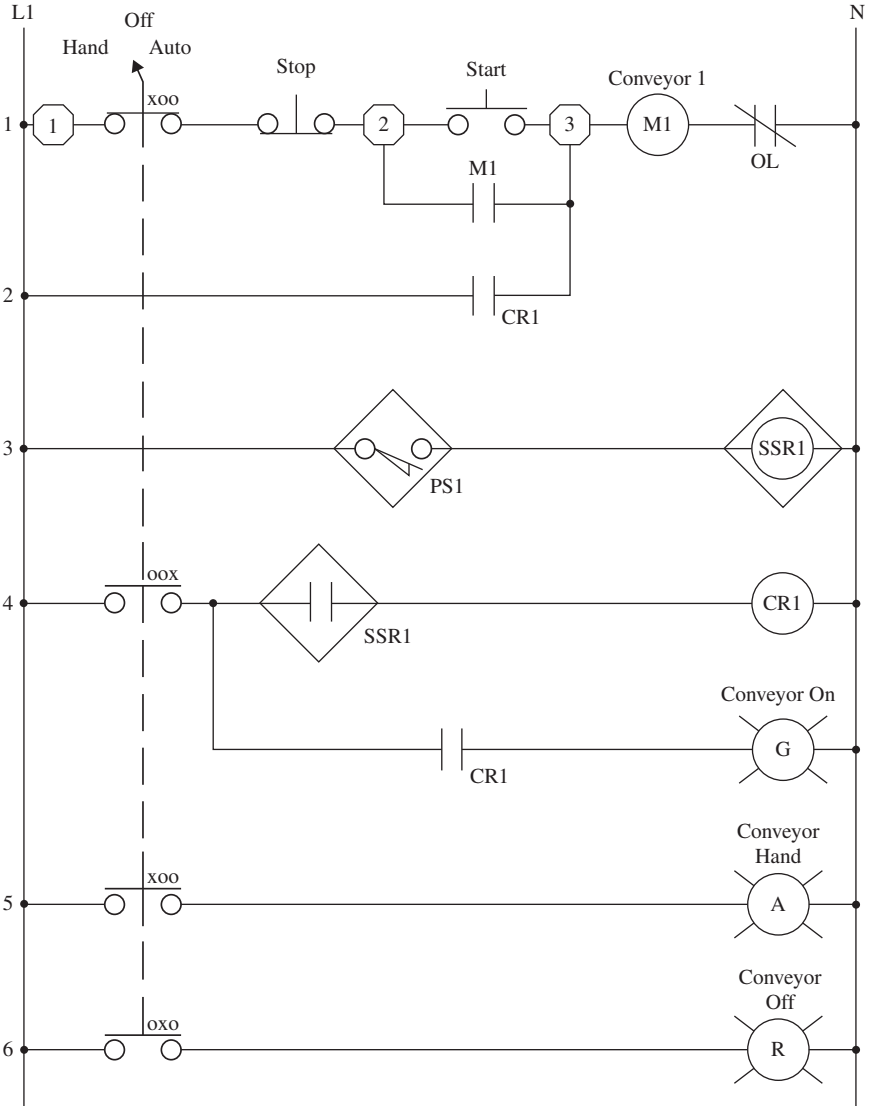 L1
Off
N
Hand
Auto
Stop
Start
Conveyor 1
xoo
1
1
2
3
M1
OL
M1
2
CR1
3
SSR1
PS1
oox
4
CR1
SSR1
Conveyor On
G
CR1
Conveyor
Hand
xoo
5
A
Conveyor
Off
oxo
6
R